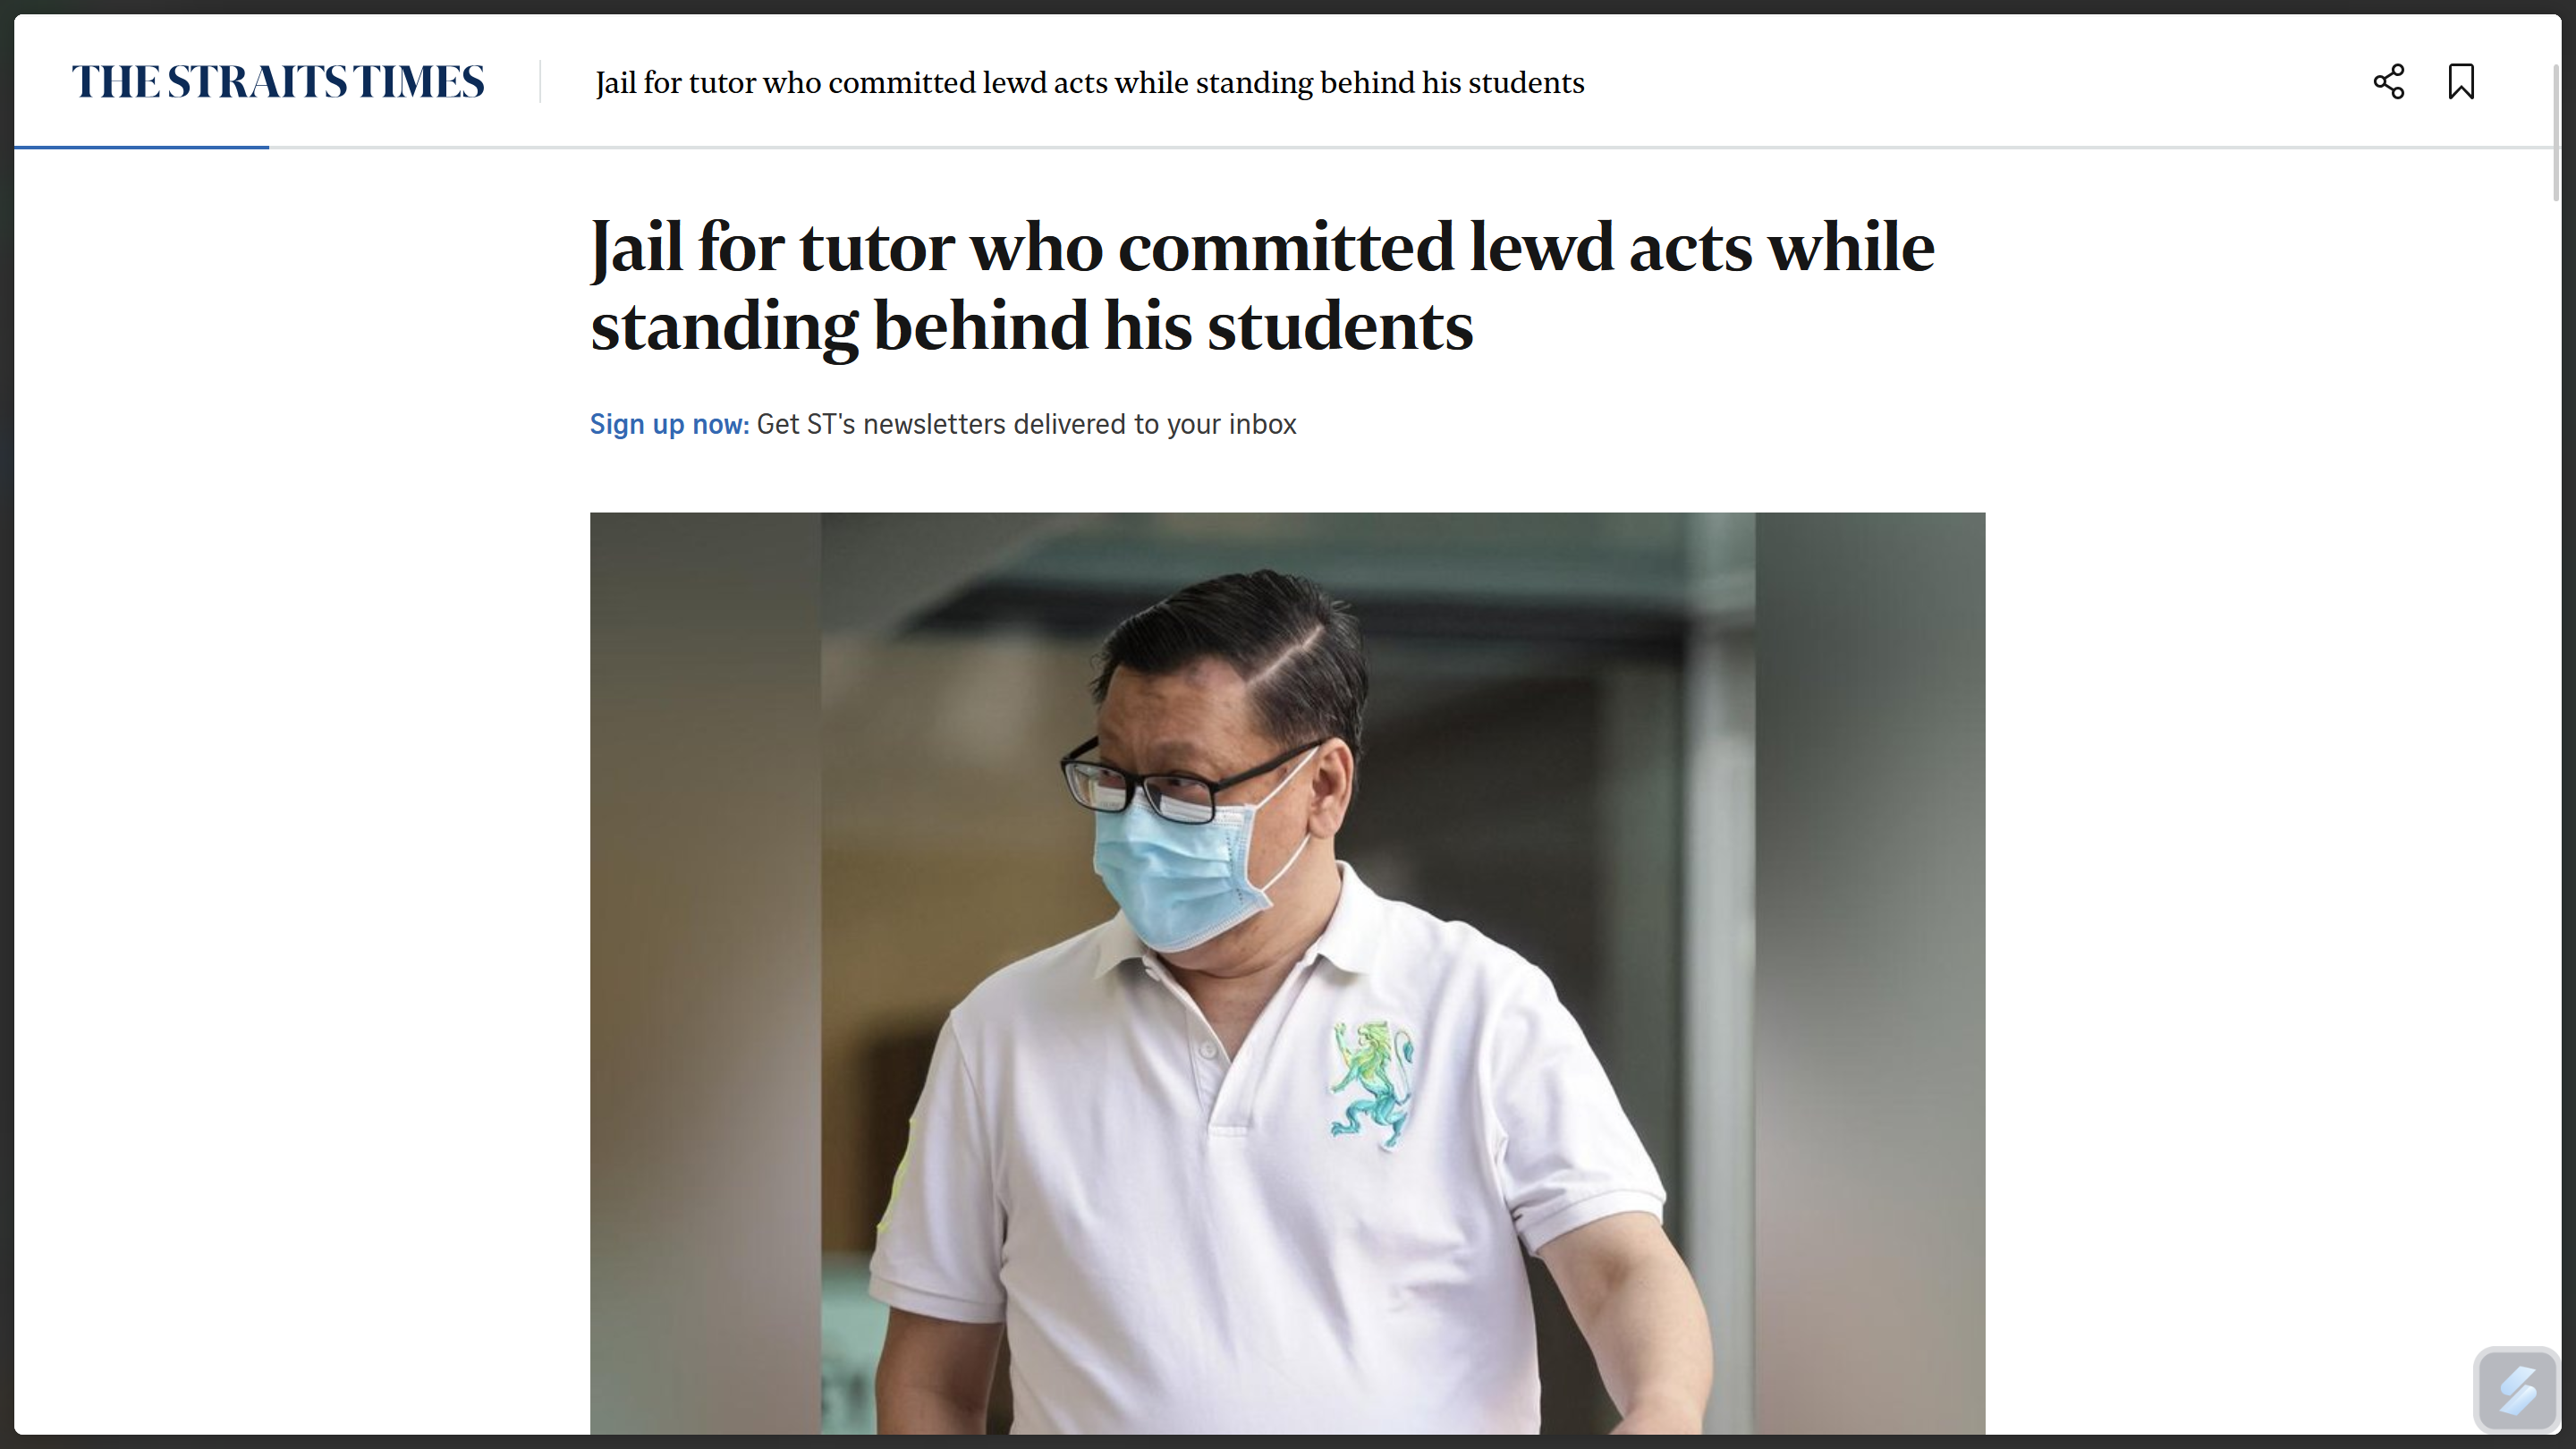 THE STRAITS TIMES
Jail for tutor who committed lewd acts while standing behind his students
Jail for tutor who committed lewd acts while
standing behind his students
Sign up now: Get ST's newsletters delivered to your inbox